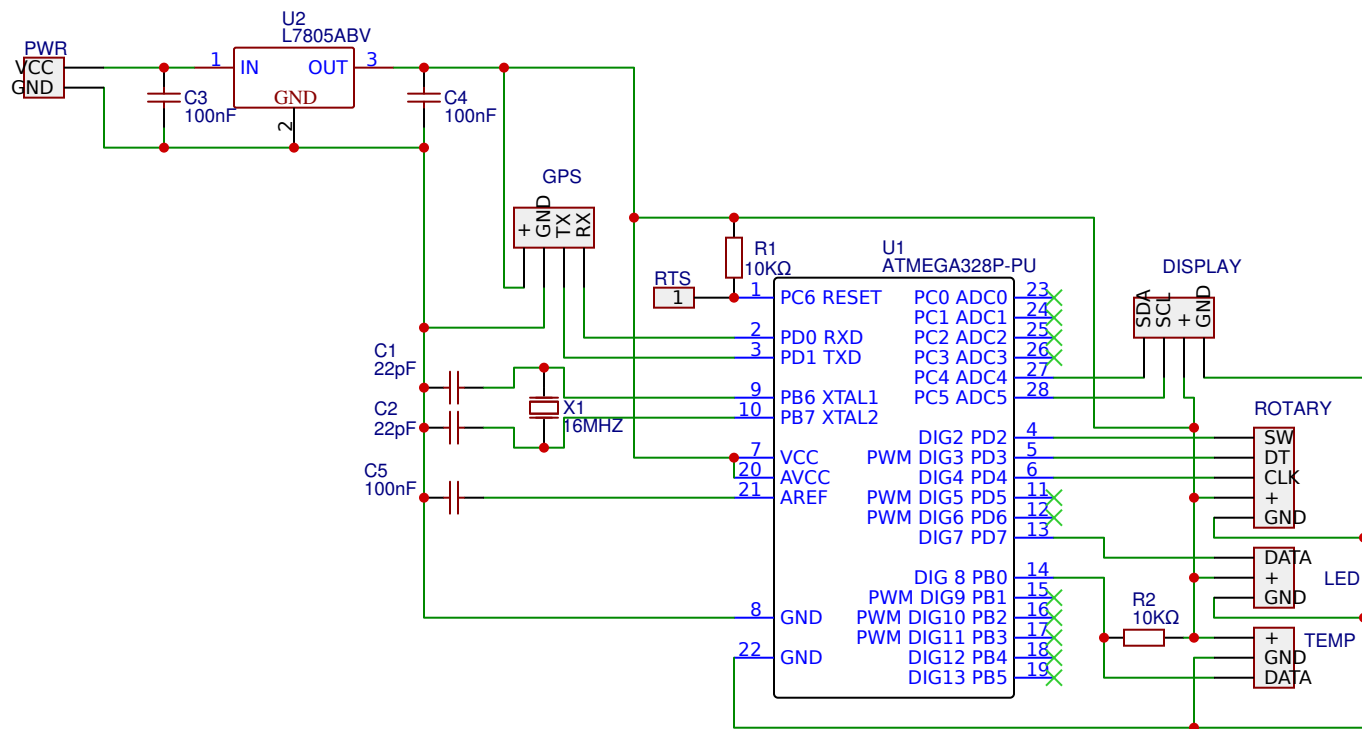 U2
L7805ABV
PWR
VCC
GND
1
IN
OUT
3
GND
2
C3
100nF
C4
100nF
GPS
+
GND
TX
RX
R1
10KΩ
RTS
1
U1
ATMEGA328P-PU
1 PC6 RESET
2 PD0 RXD
3 PD1 TXD
9 PB6 XTAL1
10 PB7 XTAL2
7 VCC
20 AVCC
21 AREF
8 GND
22 GND
PC0 ADC0 23
PC1 ADC1 24
PC2 ADC2 25
PC3 ADC3 26
PC4 ADC4 27
PC5 ADC5 28
DIG2 PD2 4
PWM DIG3 PD3 5
DIG4 PD4 6
PWM DIG5 PD5 11
PWM DIG6 PD6 12
DIG7 PD7 13
DIG 8 PB0 14
PWM DIG9 PB1 15
PWM DIG10 PB2 16
PWM DIG11 PB3 17
DIG12 PB4 18
DIG13 PB5 19
C1
22pF
C2
22pF
X1
16MHZ
C5
100nF
DISPLAY
SDA
SCL
+
GND
ROTARY
SW
DT
CLK
+
GND
DATA
+
GND
LED
R2
10KΩ
+
GND
DATA
TEMP